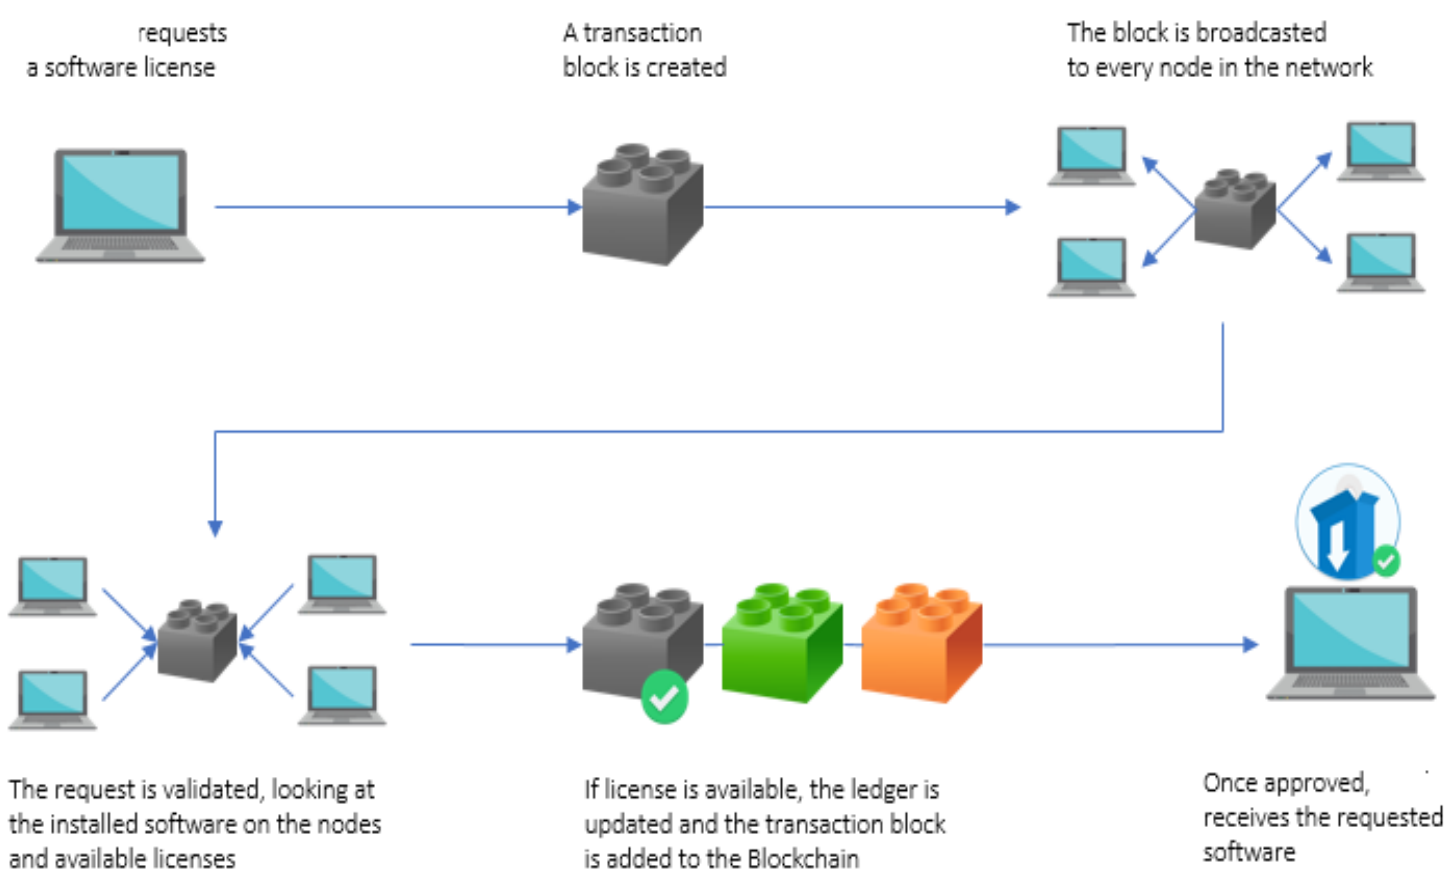 requests
a software license
A transaction
block is created
The block is broadcasted
to every node in the network
The request is validated, looking at
the installed software on the nodes
and available licenses
If license is available, the ledger is
updated and the transaction block
is added to the Blockchain
Once approved,
receives the requested
software